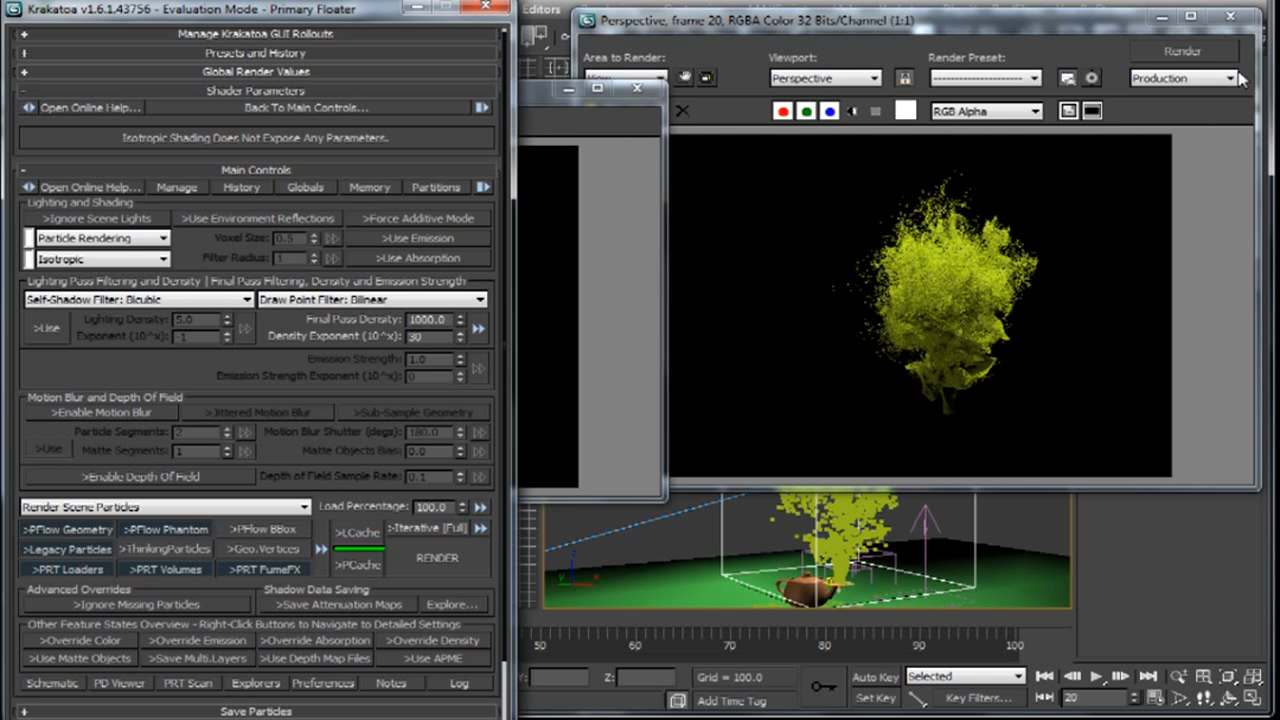 Krakatoa v1.6.1.43756 - Evaluation Mode - Primary Floater
Manage Krakatoa GUI Rollouts
Presets and History
Global Render Values
Shader Parameters
Open Online Help... Back To Main Controls...
Isotropic Shading Does Not Expose Any Parameters.
Main Controls
Open Online Help... Manage History Globals Memory Partitions
Lighting and Shading
>Ignore Scene Lights >Use Environment Reflections >Force Additive Mode
Particle Rendering Voxel Size: 0.5 >Use Emission
Isotropic Filter Radius: 1 >Use Absorption
Lighting Pass Filtering and Density | Final Pass Filtering, Density and Emission Strength
Self-Shadow Filter: Bicubic Draw Point Filter: Bilinear
>Use Lighting Density: 5.0 Final Pass Density: 1000.0
Exponent (10^x): -1 Density Exponent (10^x): 30
Emission Strength: 1.0
Emission Strength Exponent (10^x): 0
Motion Blur and Depth Of Field
>Enable Motion Blur >Jittered Motion Blur >Sub-Sample Geometry
Particle Segments: 2 Motion Blur Shutter (degs): 180.0
>Use Matte Segments: 1 Matte Objects Bias: 0.0
>Enable Depth Of Field Depth of Field Sample Rate: 0.1
Render Scene Particles Load Percentage: 100.0
>PFlow Geometry >PFlow Phantom >PFlow BBox >LCache >Iterative [Full]
>Legacy Particles >ThinkingParticles >Geo.Vertices RENDER
>PRT Loaders >PRT Volumes >PRT FumeFX >PCache
Advanced Overrides Shadow Data Saving
>Ignore Missing Particles >Save Attenuation Maps Explore...
Other Feature States Overview - Right-Click Buttons to Navigate to Detailed Settings
>Override Color >Override Emission >Override Absorption >Override Density
>Use Matte Objects >Save Multi.Layers >Use Depth Map Files >Use APME
Schematic PD Viewer PRT Scan Explorers Preferences Notes Log
Save Particles
Editors
Perspective, frame 20, RGBA Color 32 Bits/Channel (1:1)
Area to Render: Viewport: Render Preset: Render
View Perspective Production
RGB Alpha
50 60 70 80 90 100
Y: Z: Grid = 100.0 Auto Key Selected
Add Time Tag Set Key Key Filters... 20